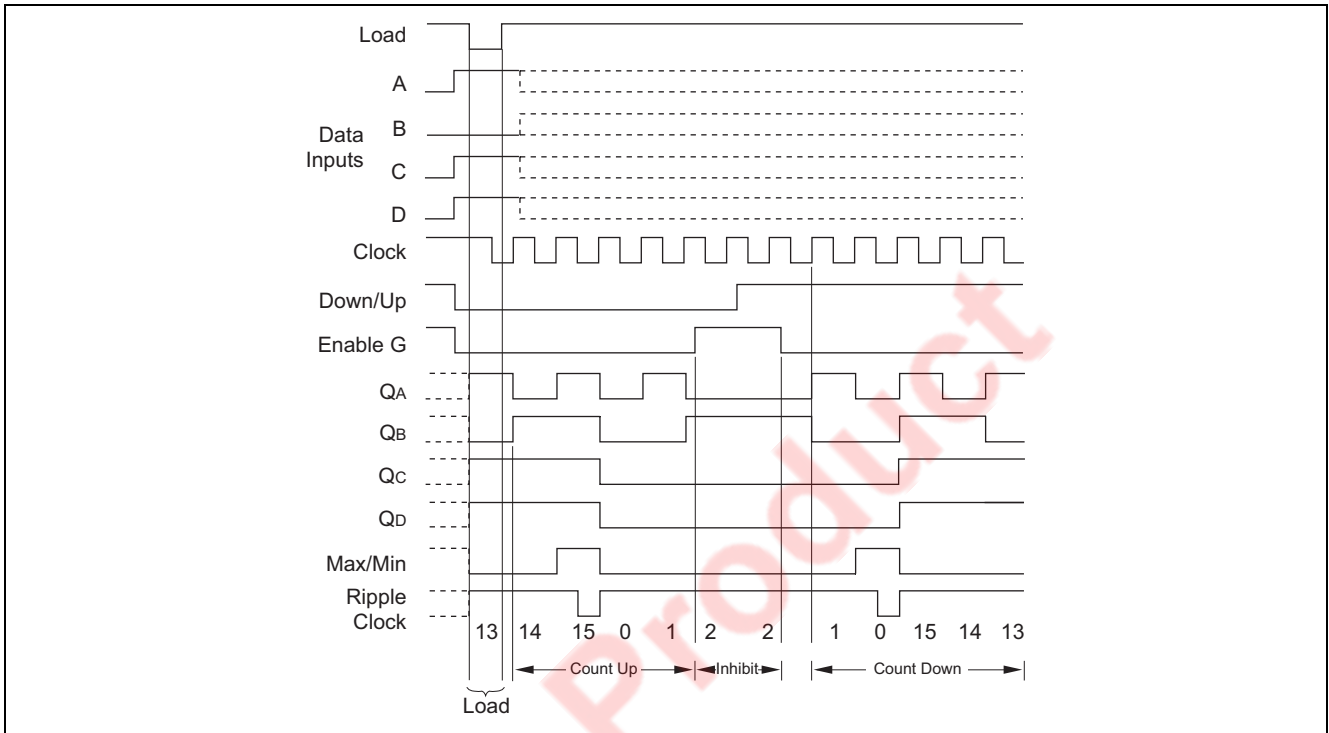 Load
A
Data
Inputs
B
C
D
Clock
Down/Up
Enable G
QA
QB
QC
QD
Max/Min
Ripple
Clock
13 14 15 0 1 2 2 1 0 15 14 13
Count Up Inhibit Count Down
Load
Product